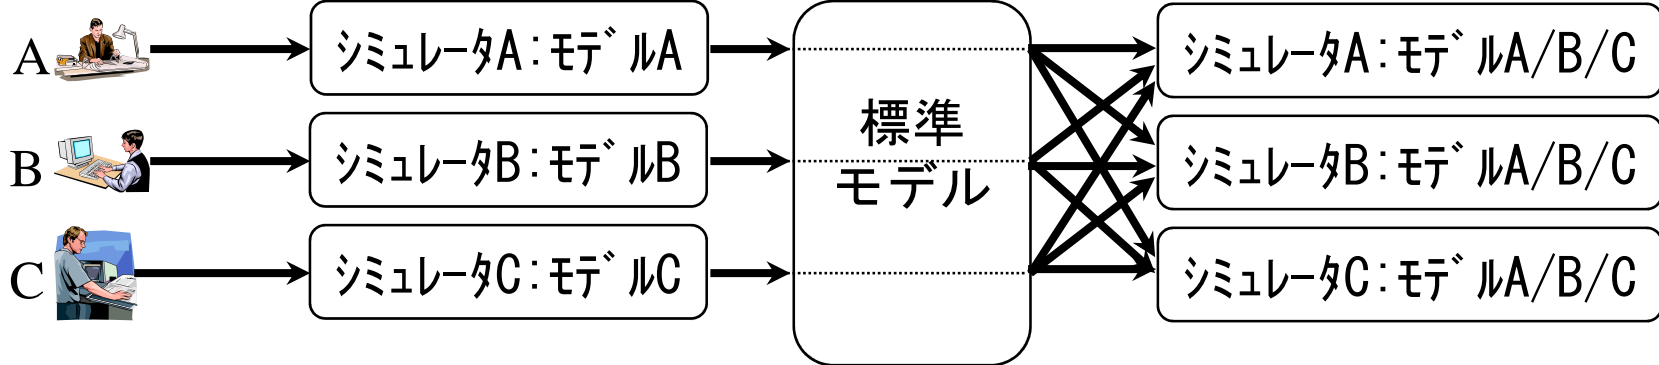 A
シミュレータA:モデルA
シミュレータA:モデルA/B/C
標準
モデル
B
シミュレータB:モデルB
シミュレータB:モデルA/B/C
C
シミュレータC:モデルC
シミュレータC:モデルA/B/C